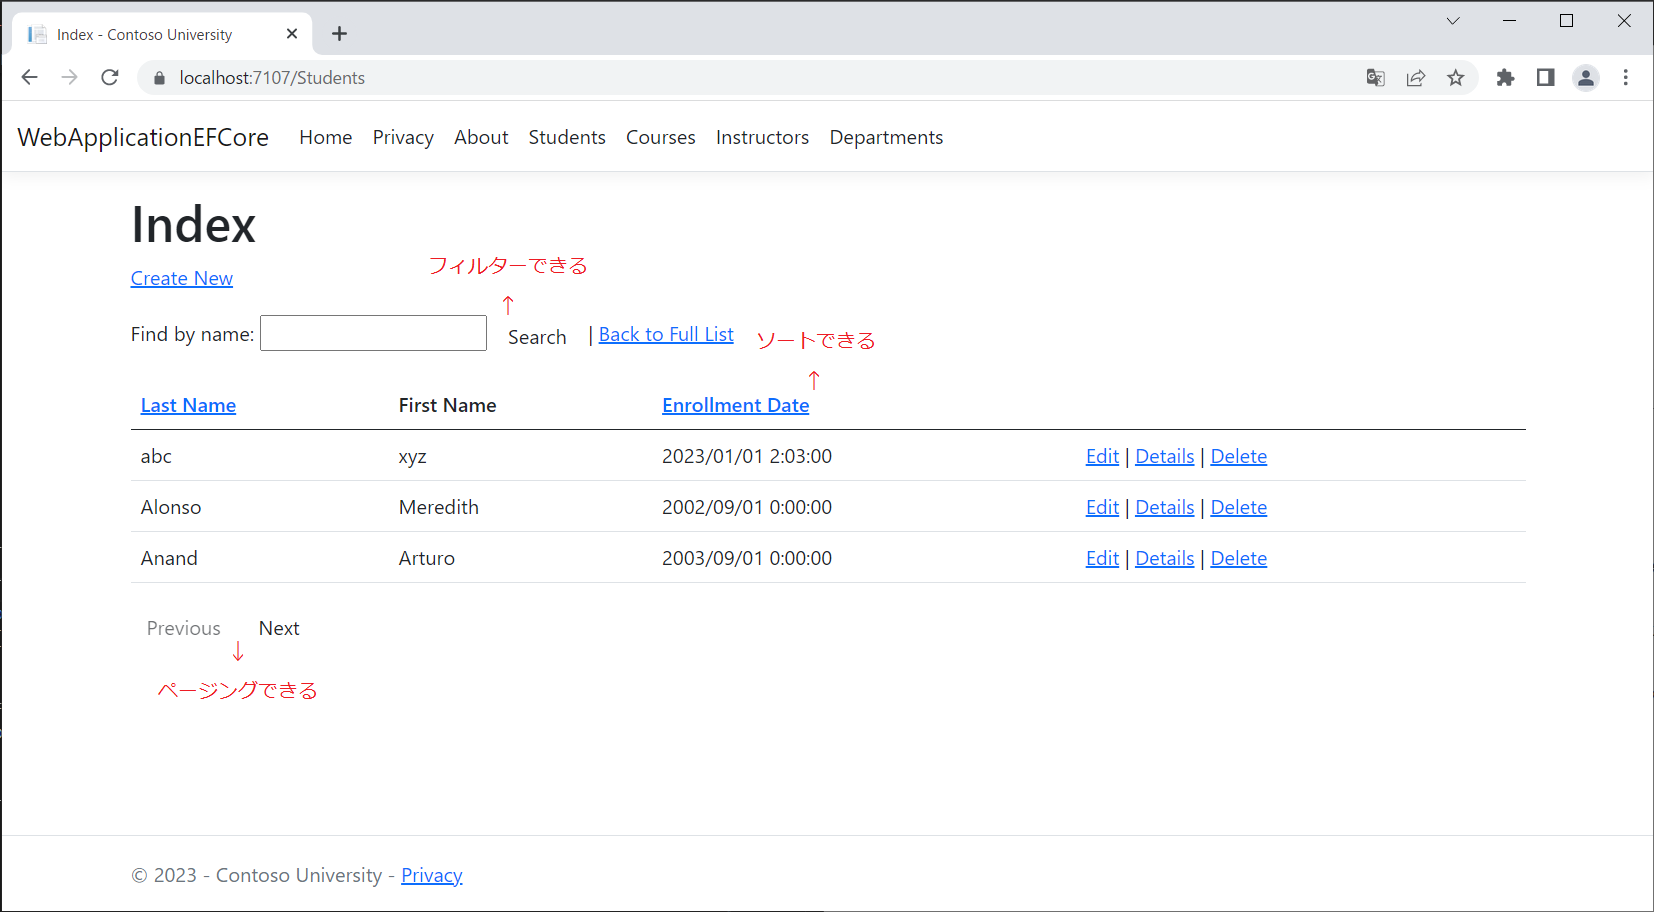 Index - Contoso University
localhost:7107/Students
WebApplicationEFCore Home Privacy About Students Courses Instructors Departments
Index
Create New
フィルターできる
↑
Find by name: Search | Back to Full List
ソートできる
↑
Last Name First Name Enrollment Date
abc xyz 2023/01/01 2:03:00 Edit | Details | Delete
Alonso Meredith 2002/09/01 0:00:00 Edit | Details | Delete
Anand Arturo 2003/09/01 0:00:00 Edit | Details | Delete
Previous Next
↓
ページングできる
© 2023 - Contoso University - Privacy